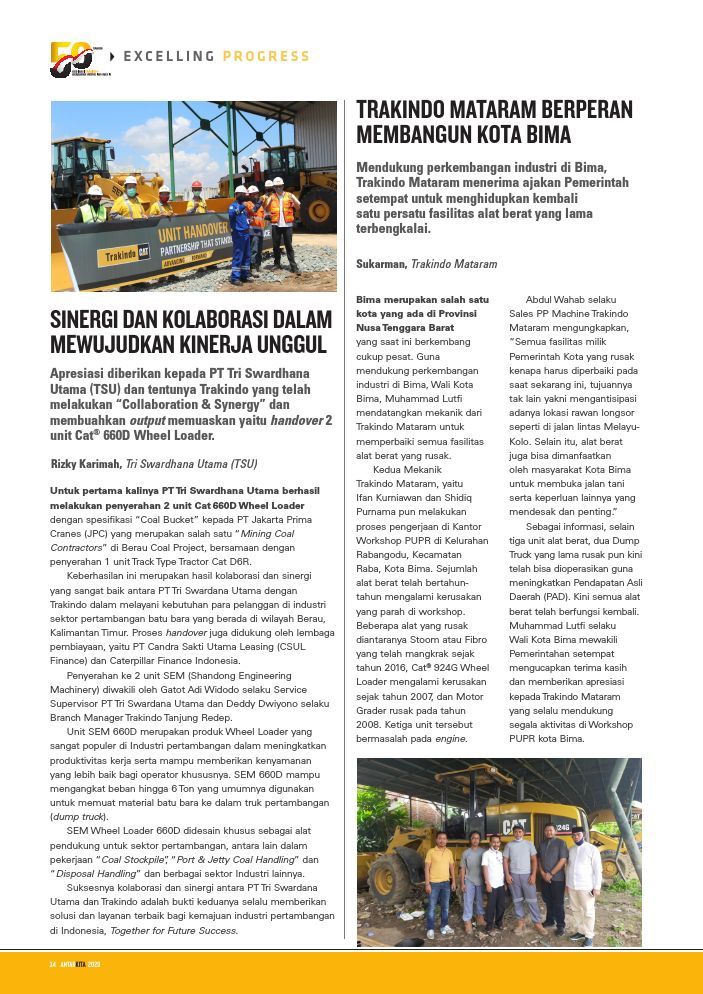 50
EXCELLING PROGRESS
UNIT HANDOVER
PARTNERSHIP THAT
Trakindo CAT
ADVANCING FORWARD
SINERGI DAN KOLABORASI DALAM
MEWUJUDKAN KINERJA UNGGUL
Apresiasi diberikan kepada PT Tri Swardhana
Utama (TSU) dan tentunya Trakindo yang telah
melakukan “Collaboration & Synergy” dan
membuahkan output memuaskan yaitu handover 2
unit Cat® 660D Wheel Loader.
Rizky Karimah, Tri Swardhana Utama (TSU)
Untuk pertama kalinya PT Tri Swardhana Utama berhasil
melakukan penyerahan 2 unit Cat 660D Wheel Loader
dengan spesifikasi “Coal Bucket” kepada PT Jakarta Prima
Cranes (JPC) yang merupakan salah satu “Mining Coal
Contractors” di Berau Coal Project, bersamaan dengan
penyerahan 1 unit Track Type Tractor Cat D6R.
Keberhasilan ini merupakan hasil kolaborasi dan sinergi
yang sangat baik antara PT Tri Swardana Utama dengan
Trakindo dalam melayani kebutuhan para pelanggan di industri
sektor pertambangan batu bara yang berada di wilayah Berau,
Kalimantan Timur. Proses handover juga didukung oleh lembaga
pembiayaan, yaitu PT Candra Sakti Utama Leasing (CSUL
Finance) dan Caterpillar Finance Indonesia.
Penyerahan ke 2 unit SEM (Shandong Engineering
Machinery) diwakili oleh Gatot Adi Widodo selaku Service
Supervisor PT Tri Swardana Utama dan Deddy Dwiyono selaku
Branch Manager Trakindo Tanjung Redep.
Unit SEM 660D merupakan produk Wheel Loader yang
sangat populer di Industri pertambangan dalam meningkatkan
produktivitas kerja serta mampu memberikan kenyamanan
yang lebih baik bagi operator khususnya. SEM 660D mampu
mengangkat beban hingga 6 Ton yang umumnya digunakan
untuk memuat material batu bara ke dalam truk pertambangan
(dump truck).
SEM Wheel Loader 660D didesain khusus sebagai alat
pendukung untuk sektor pertambangan, antara lain dalam
pekerjaan “Coal Stockpile”, “Port & Jetty Coal Handling” dan
“Disposal Handling” dan berbagai sektor Industri lainnya.
Suksesnya kolaborasi dan sinergi antara PT Tri Swardana
Utama dan Trakindo adalah bukti keduanya selalu memberikan
solusi dan layanan terbaik bagi kemajuan industri pertambangan
di Indonesia, Together for Future Success.
TRAKINDO MATARAM BERPERAN
MEMBANGUN KOTA BIMA
Mendukung perkembangan industri di Bima,
Trakindo Mataram menerima ajakan Pemerintah
setempat untuk menghidupkan kembali
satu persatu fasilitas alat berat yang lama
terbengkalai.
Sukarman, Trakindo Mataram
Bima merupakan salah satu
kota yang ada di Provinsi
Nusa Tenggara Barat
yang saat ini berkembang
cukup pesat. Guna
mendukung perkembangan
industri di Bima, Wali Kota
Bima, Muhammad Lutfi
mendatangkan mekanik dari
Trakindo Mataram untuk
memperbaiki semua fasilitas
alat berat yang rusak.
Kedua Mekanik
Trakindo Mataram, yaitu
Ifan Kurniawan dan Shidiq
Purnama pun melakukan
proses pengerjaan di Kantor
Workshop PUPR di Kelurahan
Rabangodu, Kecamatan
Raba, Kota Bima. Sejumlah
alat berat telah bertahun-
tahun mengalami kerusakan
yang parah di workshop.
Beberapa alat yang rusak
diantaranya Stoom atau Fibro
yang telah mangkrak sejak
tahun 2016, Cat® 924G Wheel
Loader mengalami kerusakan
sejak tahun 2007, dan Motor
Grader rusak pada tahun
2008. Ketiga unit tersebut
bermasalah pada engine.
Abdul Wahab selaku
Sales PP Machine Trakindo
Mataram mengungkapkan,
“Semua fasilitas milik
Pemerintah Kota yang rusak
kenapa harus diperbaiki pada
saat sekarang ini, tujuannya
tak lain yakni mengantisipasi
adanya lokasi rawan longsor
seperti di jalan lintas Melayu-
Kolo. Selain itu, alat berat
juga bisa dimanfaatkan
oleh masyarakat Kota Bima
untuk membuka jalan tani
serta keperluan lainnya yang
mendesak dan penting.”
Sebagai informasi, selain
tiga unit alat berat, dua Dump
Truck yang lama rusak pun kini
telah bisa dioperasikan guna
meningkatkan Pendapatan Asli
Daerah (PAD). Kini semua alat
berat telah berfungsi kembali.
Muhammad Lutfi selaku
Wali Kota Bima mewakili
Pemerintahan setempat
mengucapkan terima kasih
dan memberikan apresiasi
kepada Trakindo Mataram
yang selalu mendukung
segala aktivitas di Workshop
PUPR kota Bima.
CAT
924G
34 ANTARKITA 2020